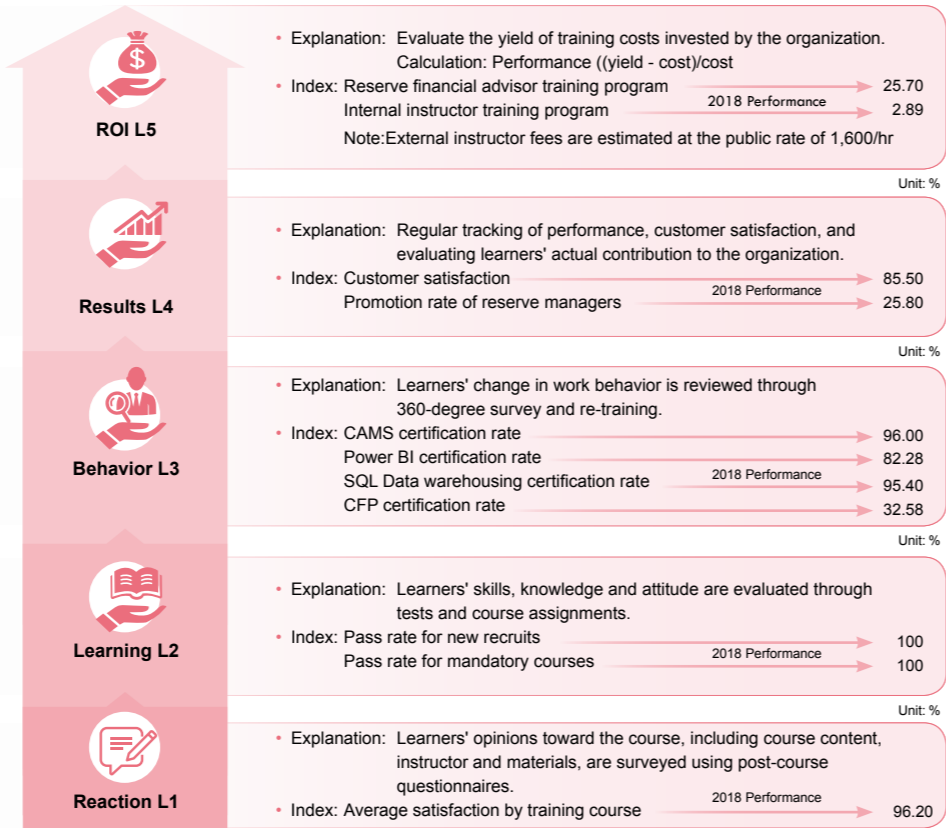 ROI L5
• Explanation: Evaluate the yield of training costs invested by the organization.
Calculation: Performance ((yield - cost)/cost
• Index: Reserve financial advisor training program 25.70
2018 Performance
Internal instructor training program 2.89
Note:External instructor fees are estimated at the public rate of 1,600/hr
Unit: %
Results L4
• Explanation: Regular tracking of performance, customer satisfaction, and
evaluating learners' actual contribution to the organization.
• Index: Customer satisfaction 85.50
2018 Performance
Promotion rate of reserve managers 25.80
Unit: %
Behavior L3
• Explanation: Learners' change in work behavior is reviewed through
360-degree survey and re-training.
• Index: CAMS certification rate 96.00
Power BI certification rate 82.28
2018 Performance
SQL Data warehousing certification rate 95.40
CFP certification rate 32.58
Unit: %
Learning L2
• Explanation: Learners' skills, knowledge and attitude are evaluated through
tests and course assignments.
• Index: Pass rate for new recruits 100
2018 Performance
Pass rate for mandatory courses 100
Unit: %
Reaction L1
• Explanation: Learners' opinions toward the course, including course content,
instructor and materials, are surveyed using post-course
questionnaires.
2018 Performance
• Index: Average satisfaction by training course 96.20
$